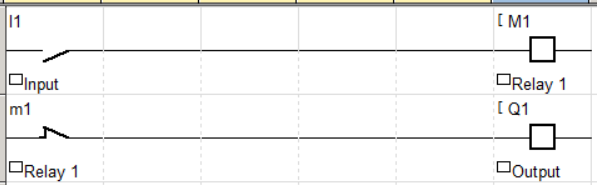 I1 [ M1
Input Relay 1
m1 [ Q1
Relay 1 Output